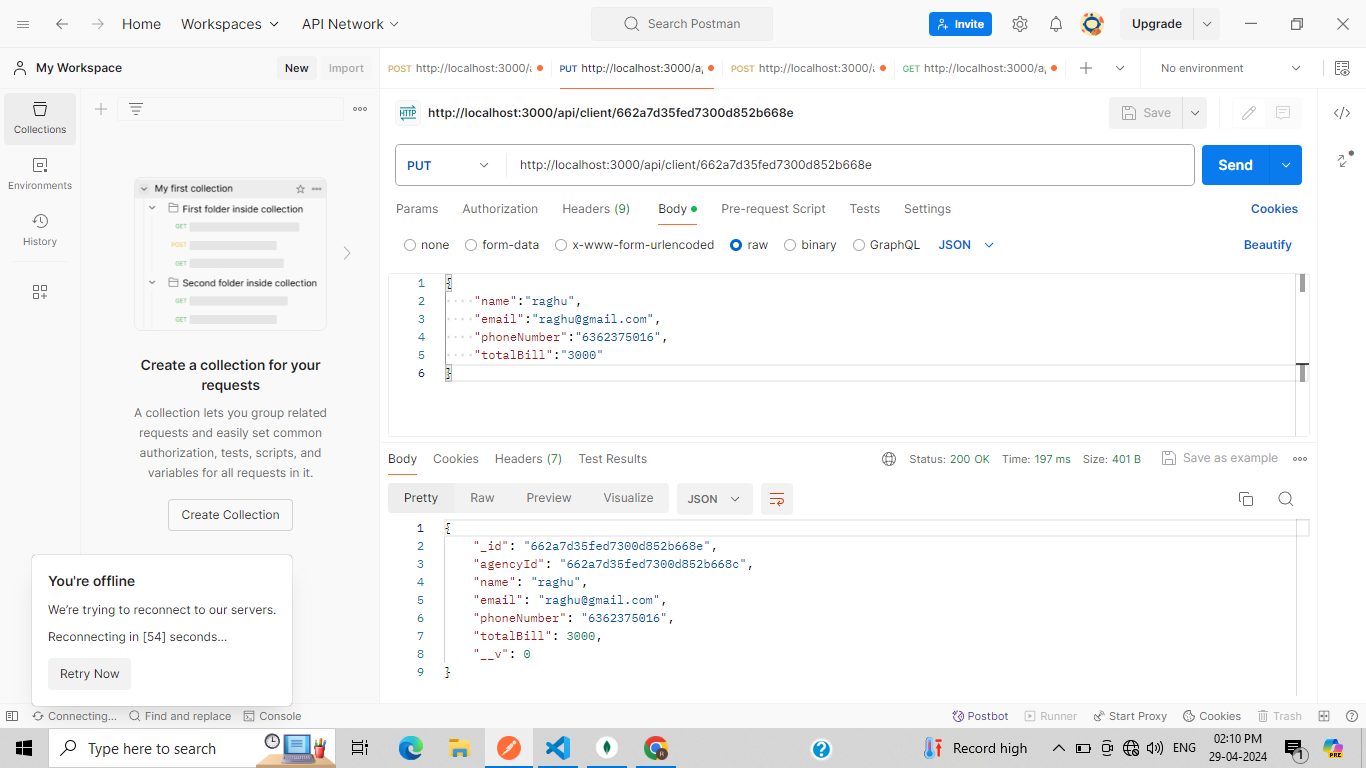 Home
Workspaces
API Network
Search Postman
Invite
Upgrade
My Workspace
New
Import
POST http://localhost:3000/
PUT http://localhost:3000/a
POST http://localhost:3000/
GET http://localhost:3000/a
No environment
Collections
Environments
History
My first collection
First folder inside collection
GET
POST
GET
Second folder inside collection
GET
GET
Create a collection for your
requests
A collection lets you group related
requests and easily set common
authorization, tests, scripts, and
variables for all requests in it.
Create Collection
You're offline
We're trying to reconnect to our servers.
Reconnecting in [54] seconds...
Retry Now
HTTP http://localhost:3000/api/client/662a7d35fed7300d852b668e
Save
PUT http://localhost:3000/api/client/662a7d35fed7300d852b668e
Send
Params Authorization Headers (9) Body Pre-request Script Tests Settings Cookies
none form-data x-www-form-urlencoded raw binary GraphQL JSON Beautify
1 {
2 ····"name":"raghu",
3 ····"email":"raghu@gmail.com",
4 ····"phoneNumber":"6362375016",
5 ····"totalBill":"3000"
6 }
Body Cookies Headers (7) Test Results Status: 200 OK Time: 197 ms Size: 401 B Save as example
Pretty Raw Preview Visualize JSON
1 {
2 "_id": "662a7d35fed7300d852b668e",
3 "agencyId": "662a7d35fed7300d852b668c",
4 "name": "raghu",
5 "email": "raghu@gmail.com",
6 "phoneNumber": "6362375016",
7 "totalBill": 3000,
8 "__v": 0
9 }
Connecting... Find and replace Console Postbot Runner Start Proxy Cookies Trash
Type here to search
Record high
ENG
02:10 PM
29-04-2024
1
PRE